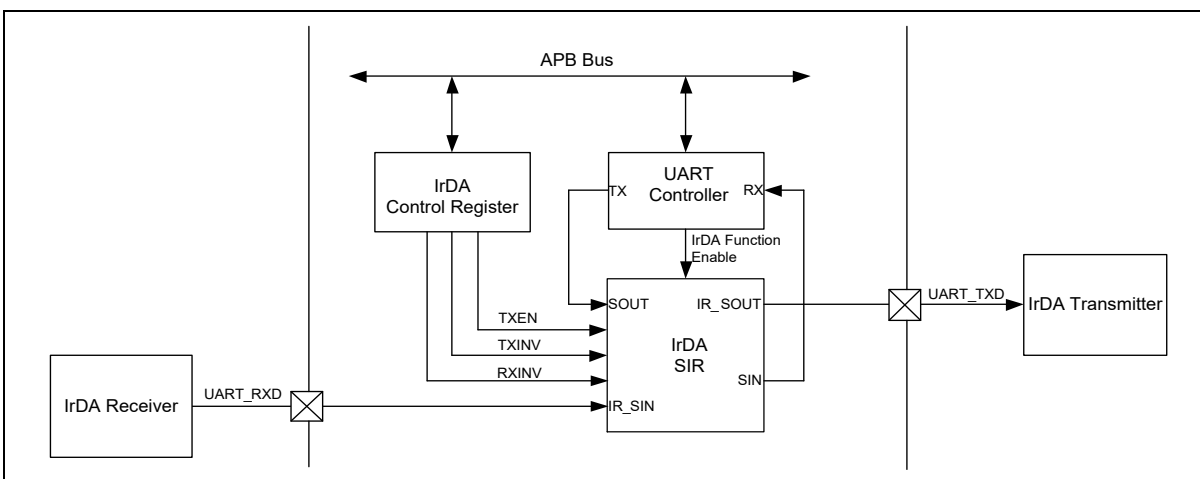 APB Bus
IrDA
Control Register
UART
Controller
TX
RX
IrDA Function
Enable
SOUT
IR_SOUT
TXEN
TXINV
RXINV
IrDA
SIR
SIN
IR_SIN
UART_TXD
IrDA Transmitter
IrDA Receiver
UART_RXD